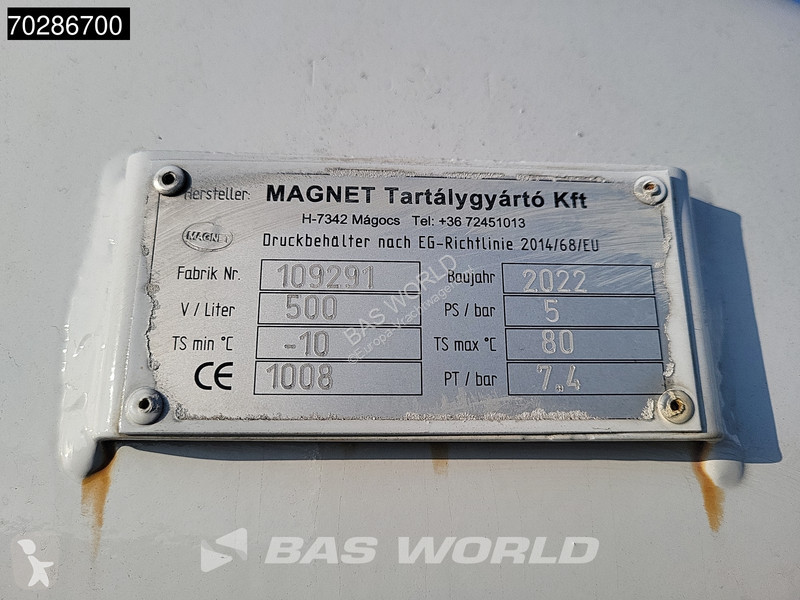 70286700
Hersteller: MAGNET Tartálygyártó Kft
H-7342 Mágocs Tel: +36 72451013
MAGNET
Druckbehälter nach EG-Richtlinie 2014/68/EU
Fabrik Nr. 109291 Baujahr 2022
V / Liter 500 PS / bar 5
TS min °C -10 TS max °C 80
CE 1008 PT / bar 7.4
BAS WORLD
BAS WORLD